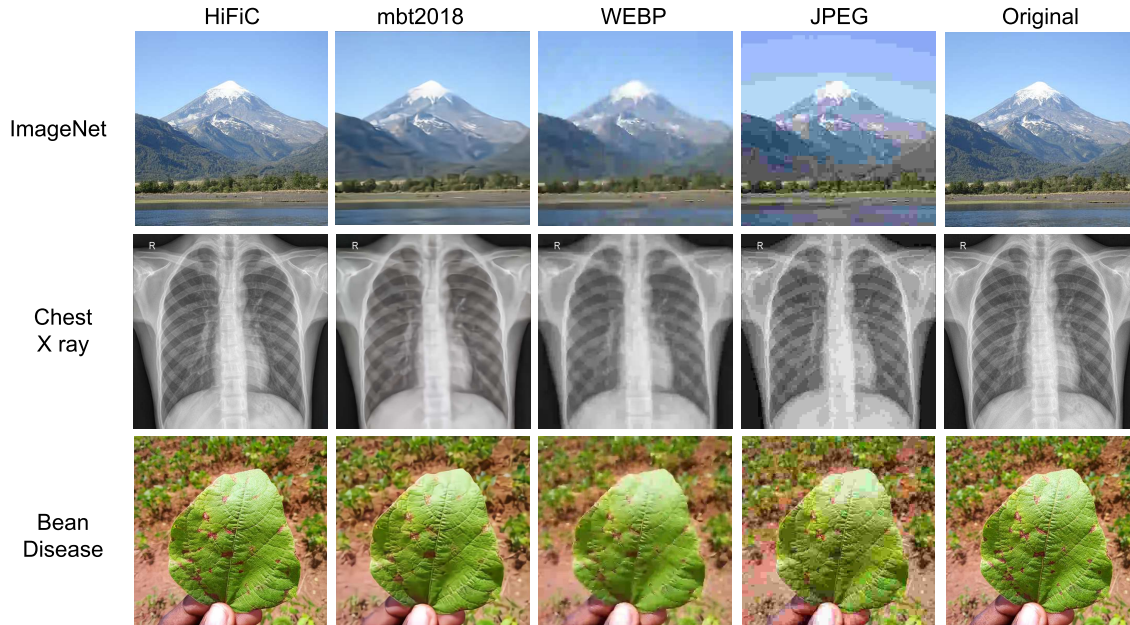 HiFiC mbt2018 WEBP JPEG Original
ImageNet
R R R R R
Chest
X ray
Bean
Disease